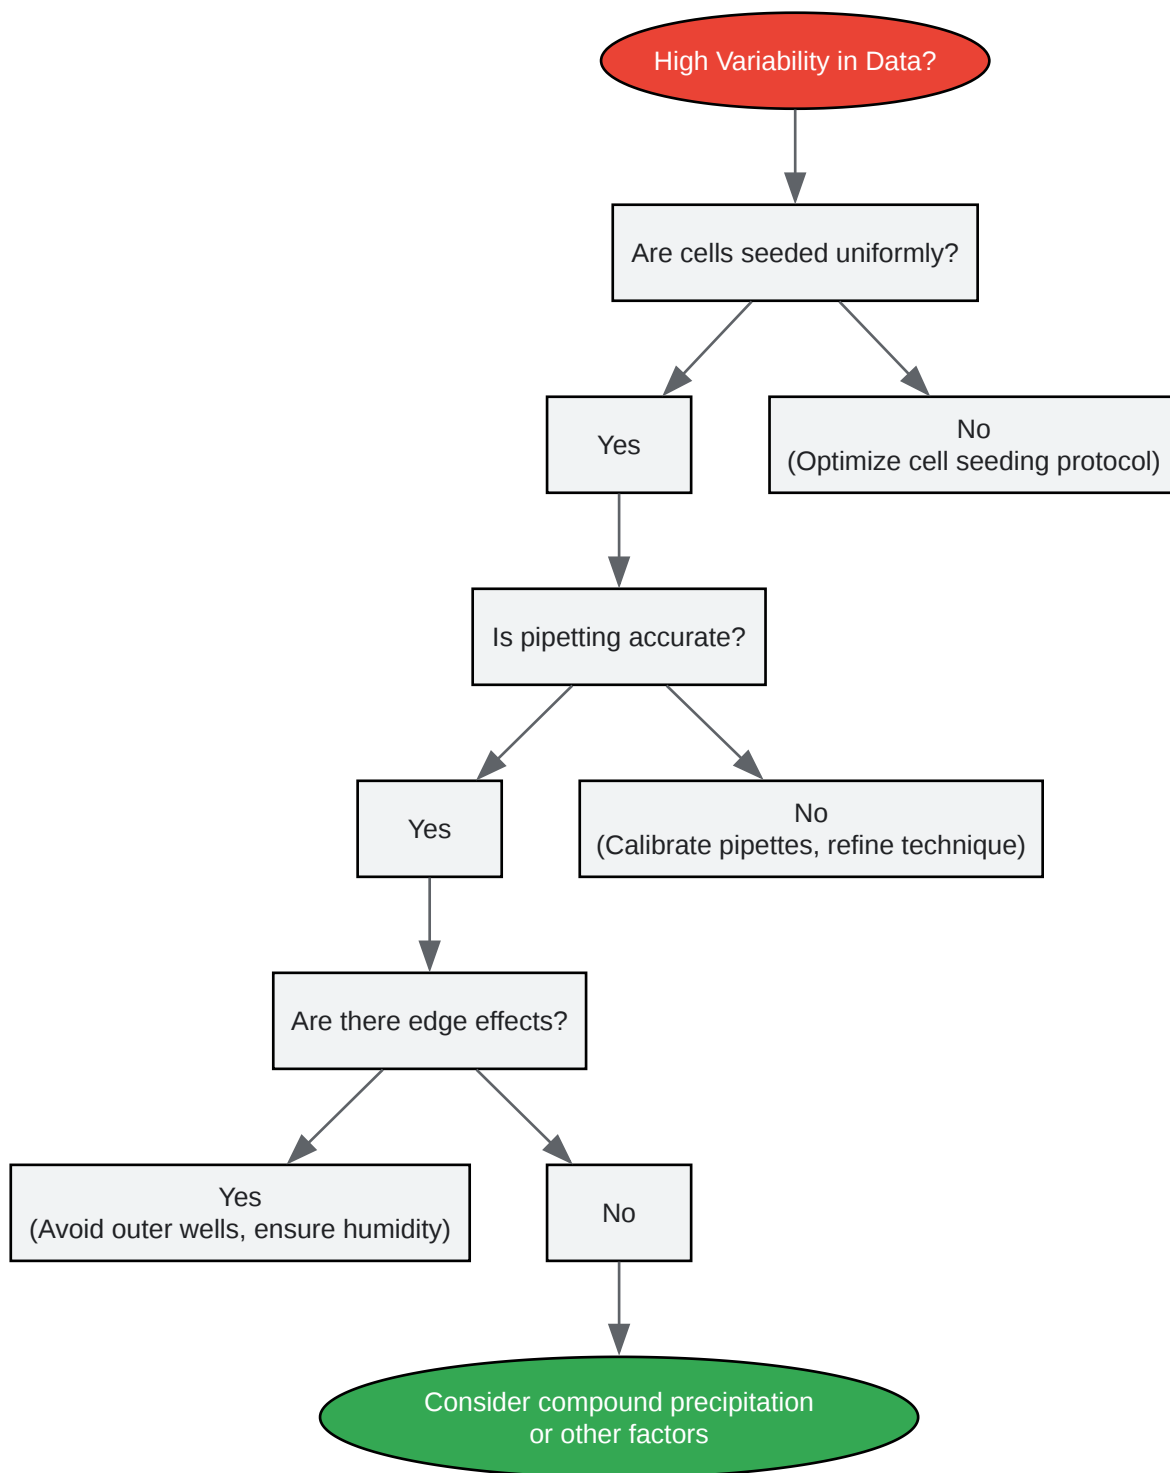 High Variability in Data?
Are cells seeded uniformly?
Yes
No
(Optimize cell seeding protocol)
Is pipetting accurate?
Yes
No
(Calibrate pipettes, refine technique)
Are there edge effects?
Yes
(Avoid outer wells, ensure humidity)
No
Consider compound precipitation
or other factors